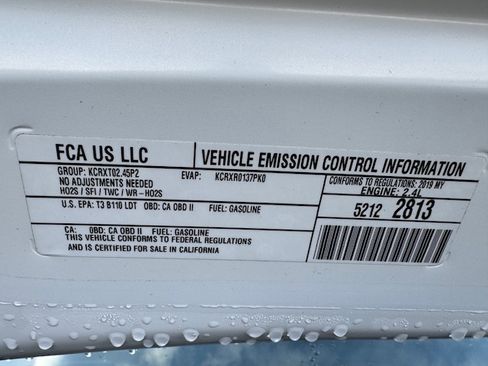 FCA US LLC
VEHICLE EMISSION CONTROL INFORMATION
GROUP: KCRXT02.45P2
EVAP: KCRXR0137PK0
NO ADJUSTMENTS NEEDED
HO2S / SFI / TWC / WR-HO2S
CONFORMS TO REGULATIONS: 2019 MY
ENGINE: 2.4L
U.S. EPA: T3 B110 LDT OBD: CA OBD II FUEL: GASOLINE
5212 2813
CA: OBD: CA OBD II FUEL: GASOLINE
THIS VEHICLE CONFORMS TO FEDERAL REGULATIONS
AND IS CERTIFIED FOR SALE IN CALIFORNIA